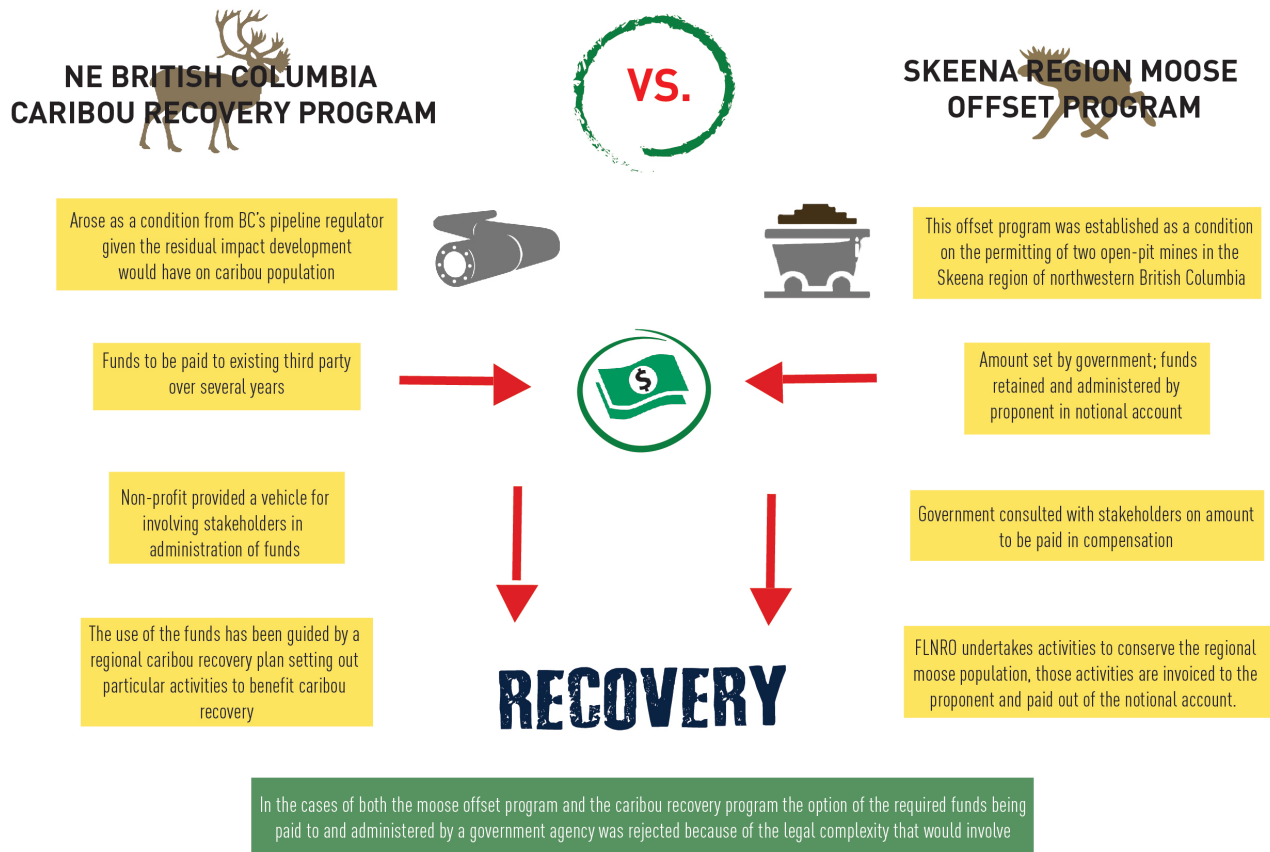 NE BRITISH COLUMBIA
CARIBOU RECOVERY PROGRAM
VS.
SKEENA REGION MOOSE
OFFSET PROGRAM
Arose as a condition from BC's pipeline regulator
given the residual impact development
would have on caribou population
This offset program was established as a condition
on the permitting of two open-pit mines in the
Skeena region of northwestern British Columbia
Funds to be paid to existing third party
over several years
$
Amount set by government; funds
retained and administered by
proponent in notional account
Non-profit provided a vehicle for
involving stakeholders in
administration of funds
Government consulted with stakeholders on amount
to be paid in compensation
The use of the funds has been guided by a
regional caribou recovery plan setting out
particular activities to benefit caribou
recovery
FLNRO undertakes activities to conserve the regional
moose population, those activities are invoiced to the
proponent and paid out of the notional account.
RECOVERY
In the cases of both the moose offset program and the caribou recovery program the option of the required funds being
paid to and administered by a government agency was rejected because of the legal complexity that would involve